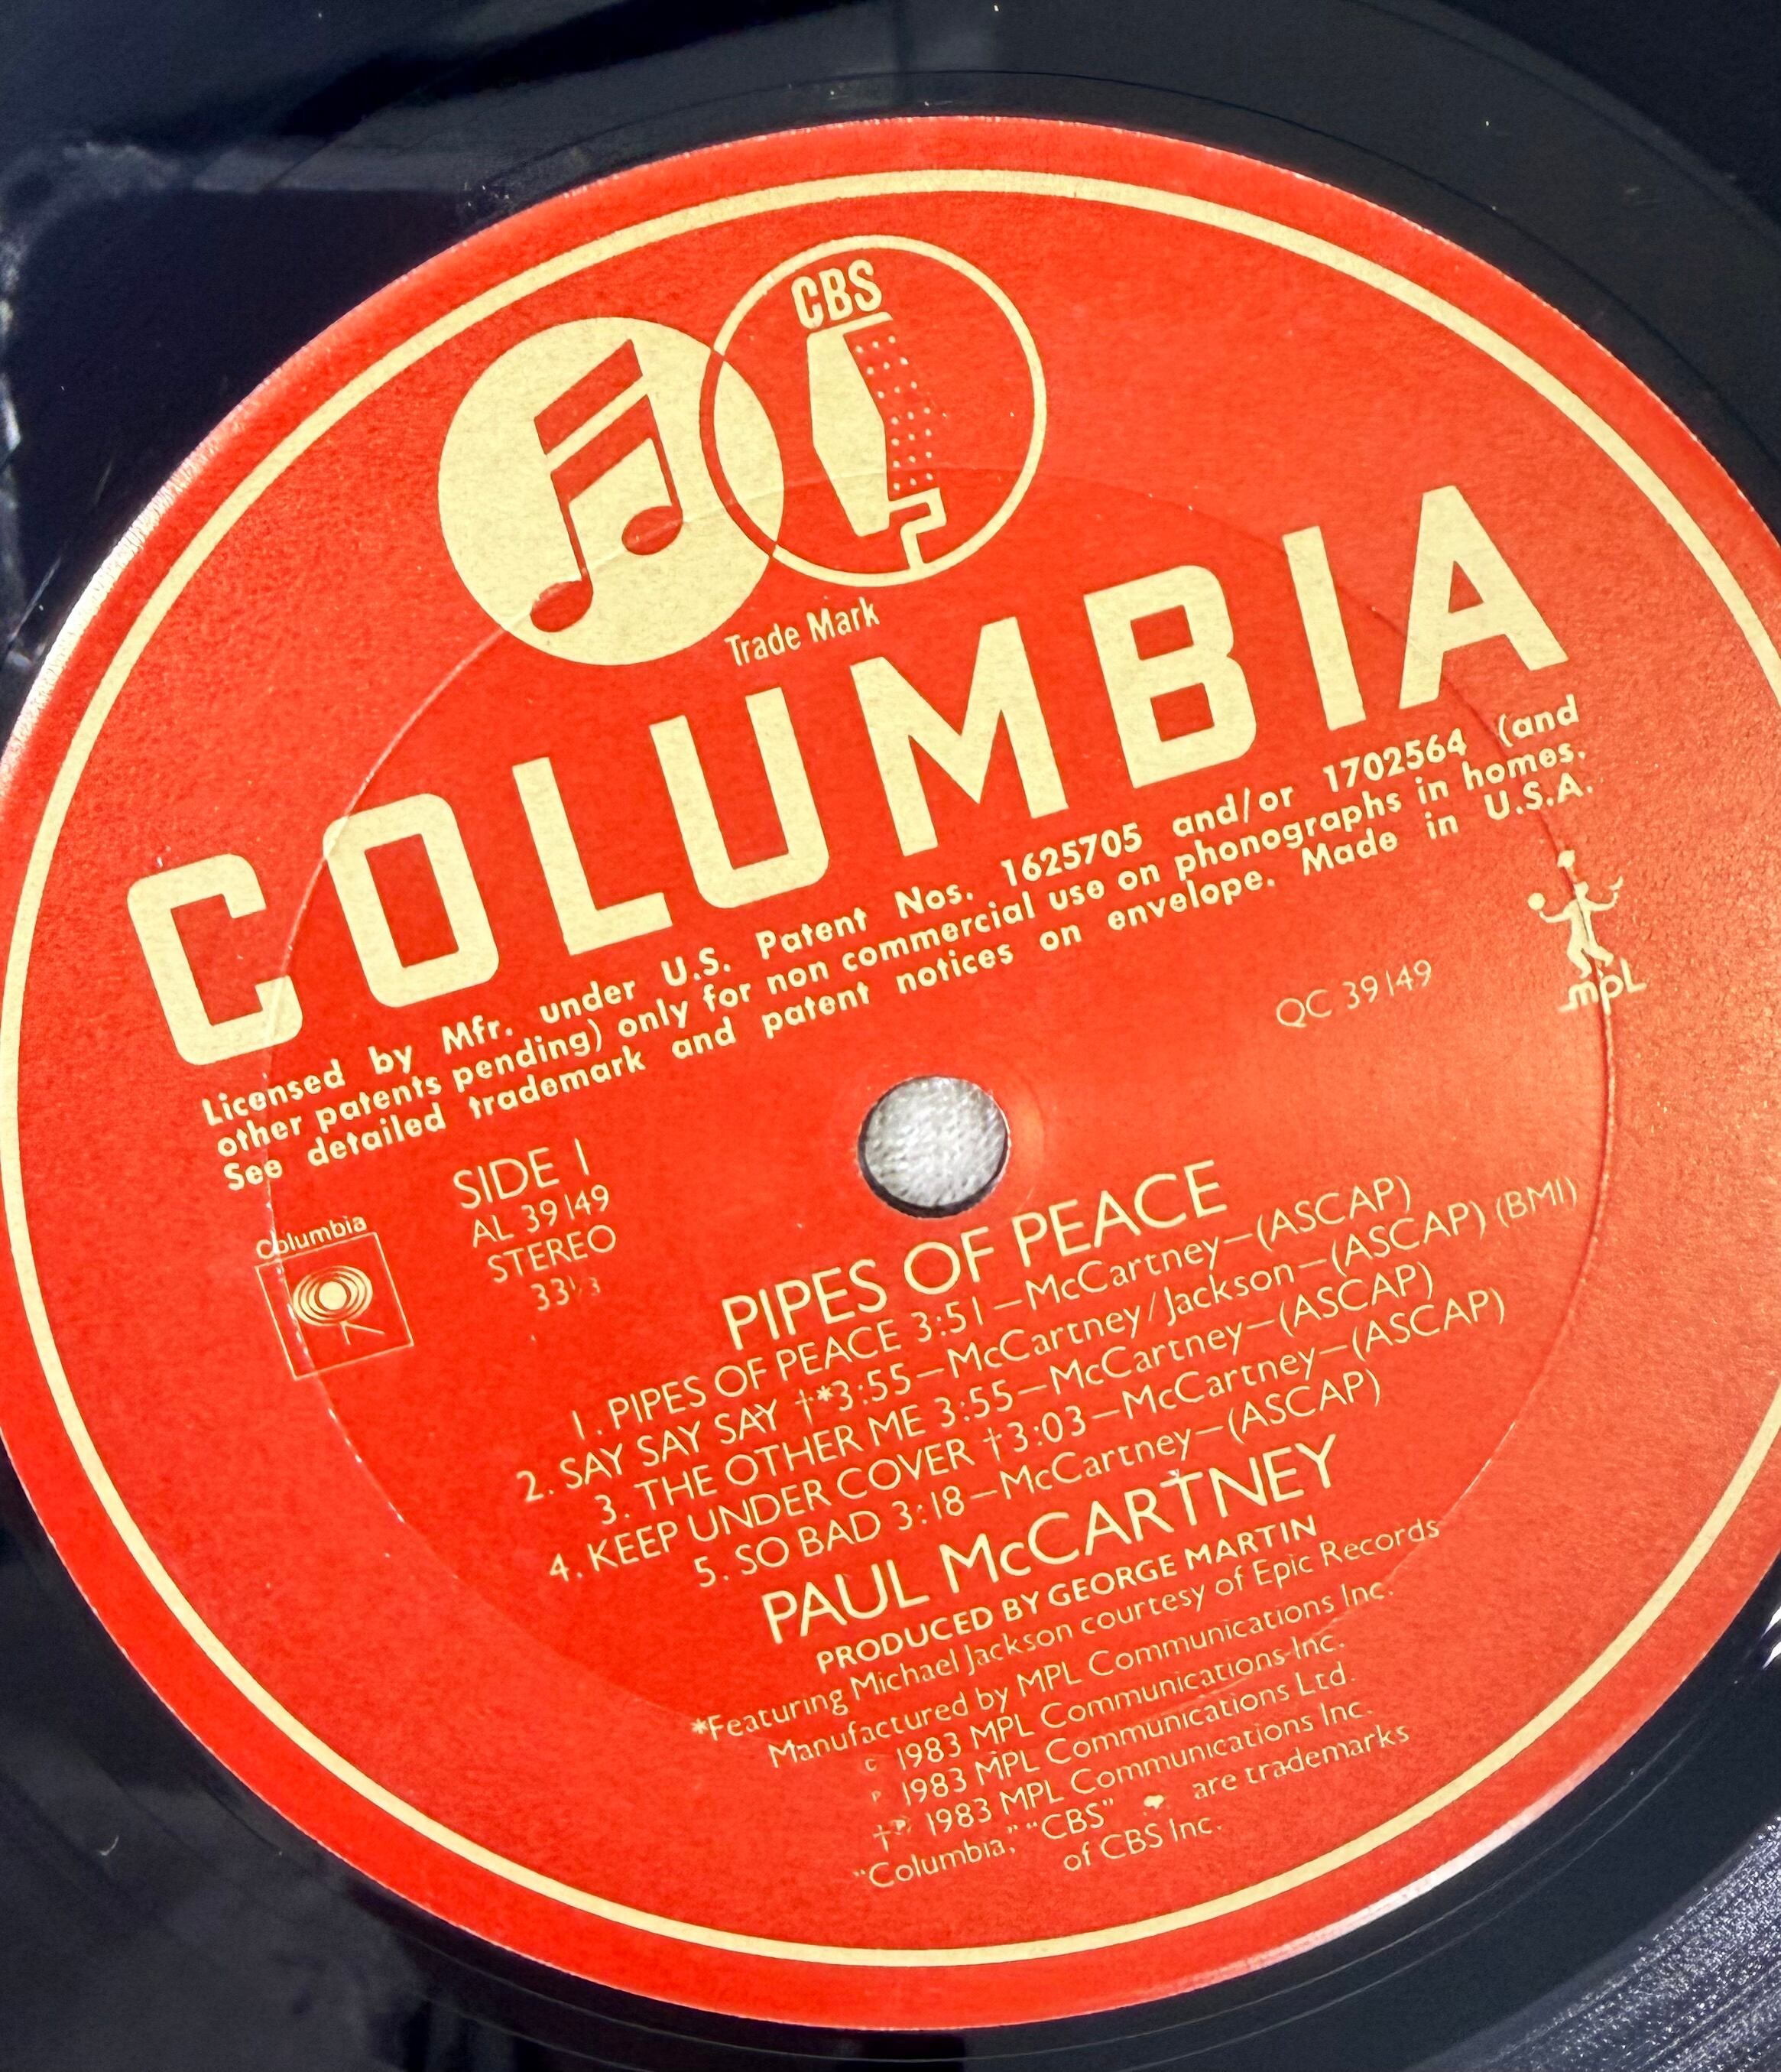 CBS
Trade Mark
COLUMBIA
Licensed by Mfr. under U.S. Patent Nos. 1625705 and/or 1702564 (and
other patents pending) only for non commercial use on phonographs in homes.
See detailed trademark and patent notices on envelope. Made in U.S.A.
mpL
QC 39149
SIDE 1
AL 39149
STEREO
33⅓
Columbia
PIPES OF PEACE
1. PIPES OF PEACE 3:51—McCartney—(ASCAP)
2. SAY SAY SAY †*3:55—McCartney/Jackson—(ASCAP) (BMI)
3. THE OTHER ME 3:55—McCartney—(ASCAP)
4. KEEP UNDER COVER †3:03—McCartney—(ASCAP)
5. SO BAD 3:18—McCartney—(ASCAP)
PAUL McCARTNEY
PRODUCED BY GEORGE MARTIN
*Featuring Michael Jackson courtesy of Epic Records
Manufactured by MPL Communications Inc.
© 1983 MPL Communications Inc.
℗ 1983 MPL Communications Ltd.
†℗ 1983 MPL Communications Inc.
"Columbia," "CBS" are trademarks
of CBS Inc.